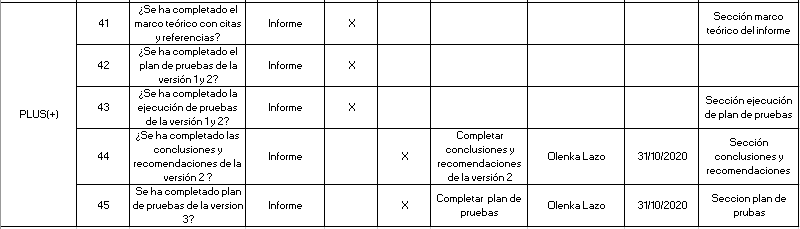 PLUS(+)
41
¿Se ha completado el
marco teórico con citas
y referencias?
Informe
X
Sección marco
teórico del informe
42
¿Se ha completado el
plan de pruebas de la
versión 1 y 2?
Informe
X
43
¿Se ha completado la
ejecución de pruebas
de la versión 1 y 2?
Informe
X
Sección ejecución
de plan de pruebas
44
¿Se ha completado las
conclusiones y
recomendaciones de la
versión 2 ?
Informe
X
Completar
conclusiones y
recomendaciones
de la versión 2
Olenka Lazo
31/10/2020
Sección
conclusiones y
recomendaciones
45
Se ha completado plan
de pruebas de la version
3?
Informe
X
Completar plan de
pruebas
Olenka Lazo
31/10/2020
Seccion plan de
prubas